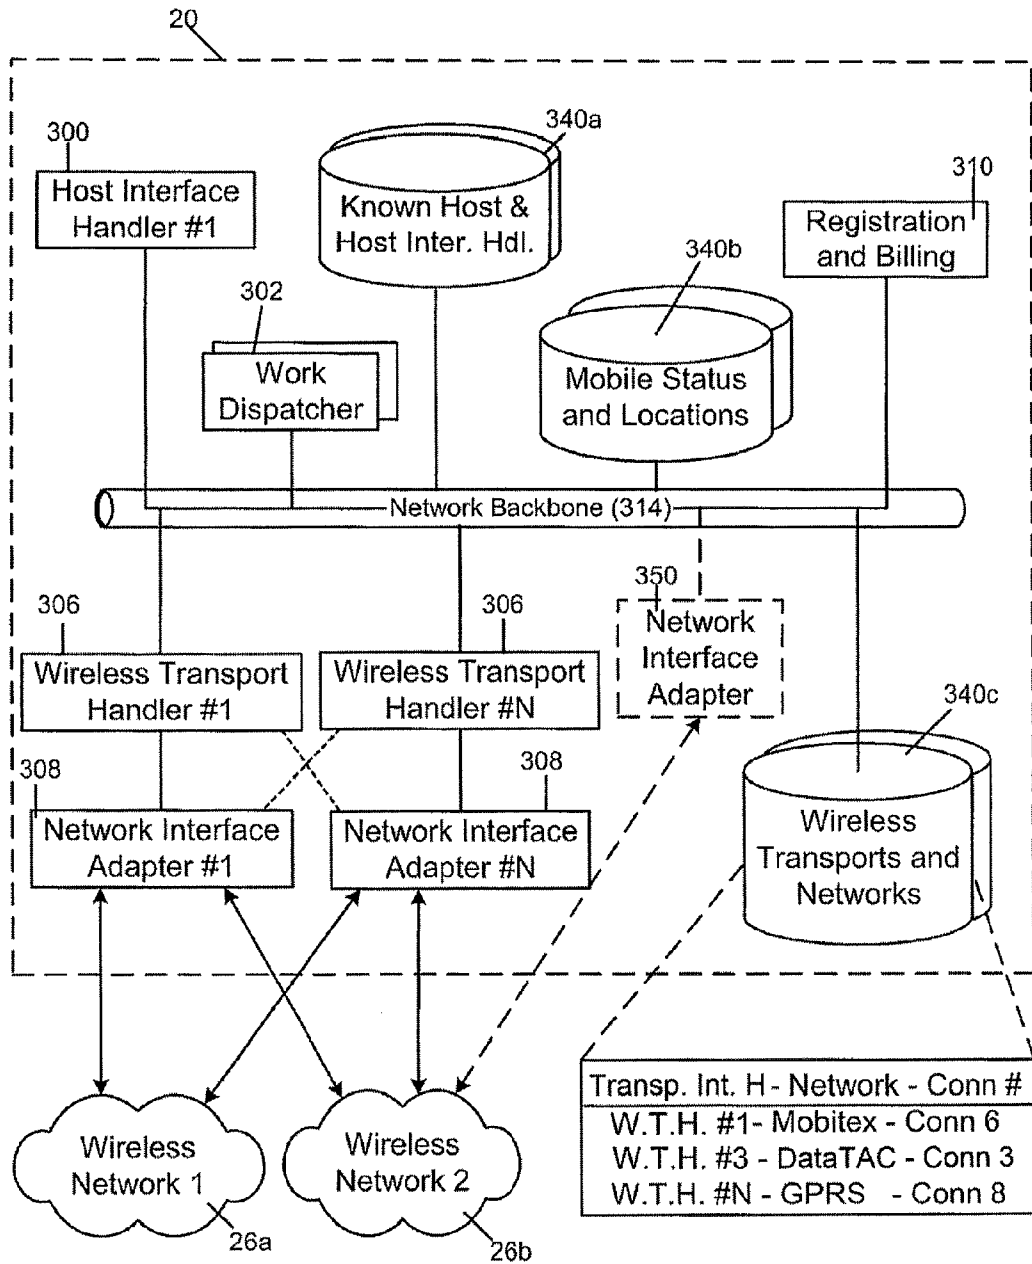 20
300
Host Interface
Handler #1
340a
Known Host &
Host Inter. Hdl.
310
Registration
and Billing
302
Work
Dispatcher
340b
Mobile Status
and Locations
Network Backbone (314)
306
Wireless Transport
Handler #1
306
Wireless Transport
Handler #N
350
Network
Interface
Adapter
340c
Wireless
Transports and
Networks
308
Network Interface
Adapter #1
308
Network Interface
Adapter #N
Wireless
Network 1
26a
Wireless
Network 2
26b
Transp. Int. H - Network - Conn #
W.T.H. #1- Mobitex - Conn 6
W.T.H. #3 - DataTAC - Conn 3
W.T.H. #N - GPRS - Conn 8